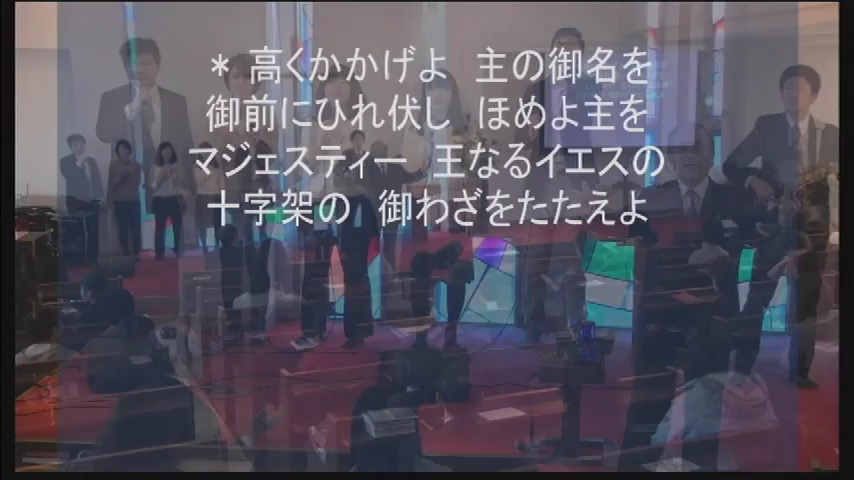 * 高くかかげよ 主の御名を
御前にひれ伏し ほめよ主を
マジェスティー 王なるイエスの
十字架の 御わざをたたえよ